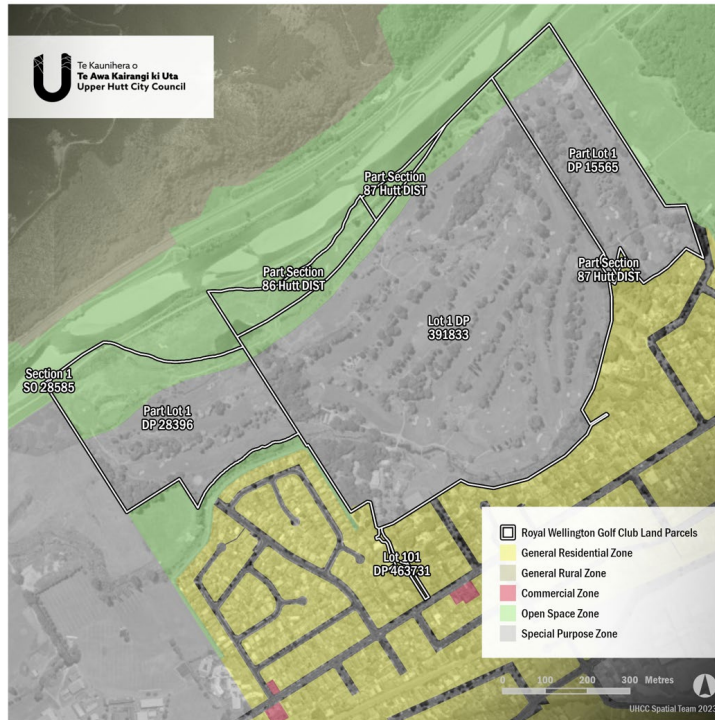 Te Kaunihera o
Te Awa Kairangi ki Uta
Upper Hutt City Council
Part Lot 1
DP 15565
Part Section
87 Hutt DIST
Part Section
86 Hutt DIST
Part Section
87 Hutt DIST
Lot 1 DP
391833
Section 1
SO 28585
Part Lot 1
DP 28396
Lot 101
DP 463731
Royal Wellington Golf Club Land Parcels
General Residential Zone
General Rural Zone
Commercial Zone
Open Space Zone
Special Purpose Zone
0 100 200 300 Metres
UHCC Spatial Team 2023